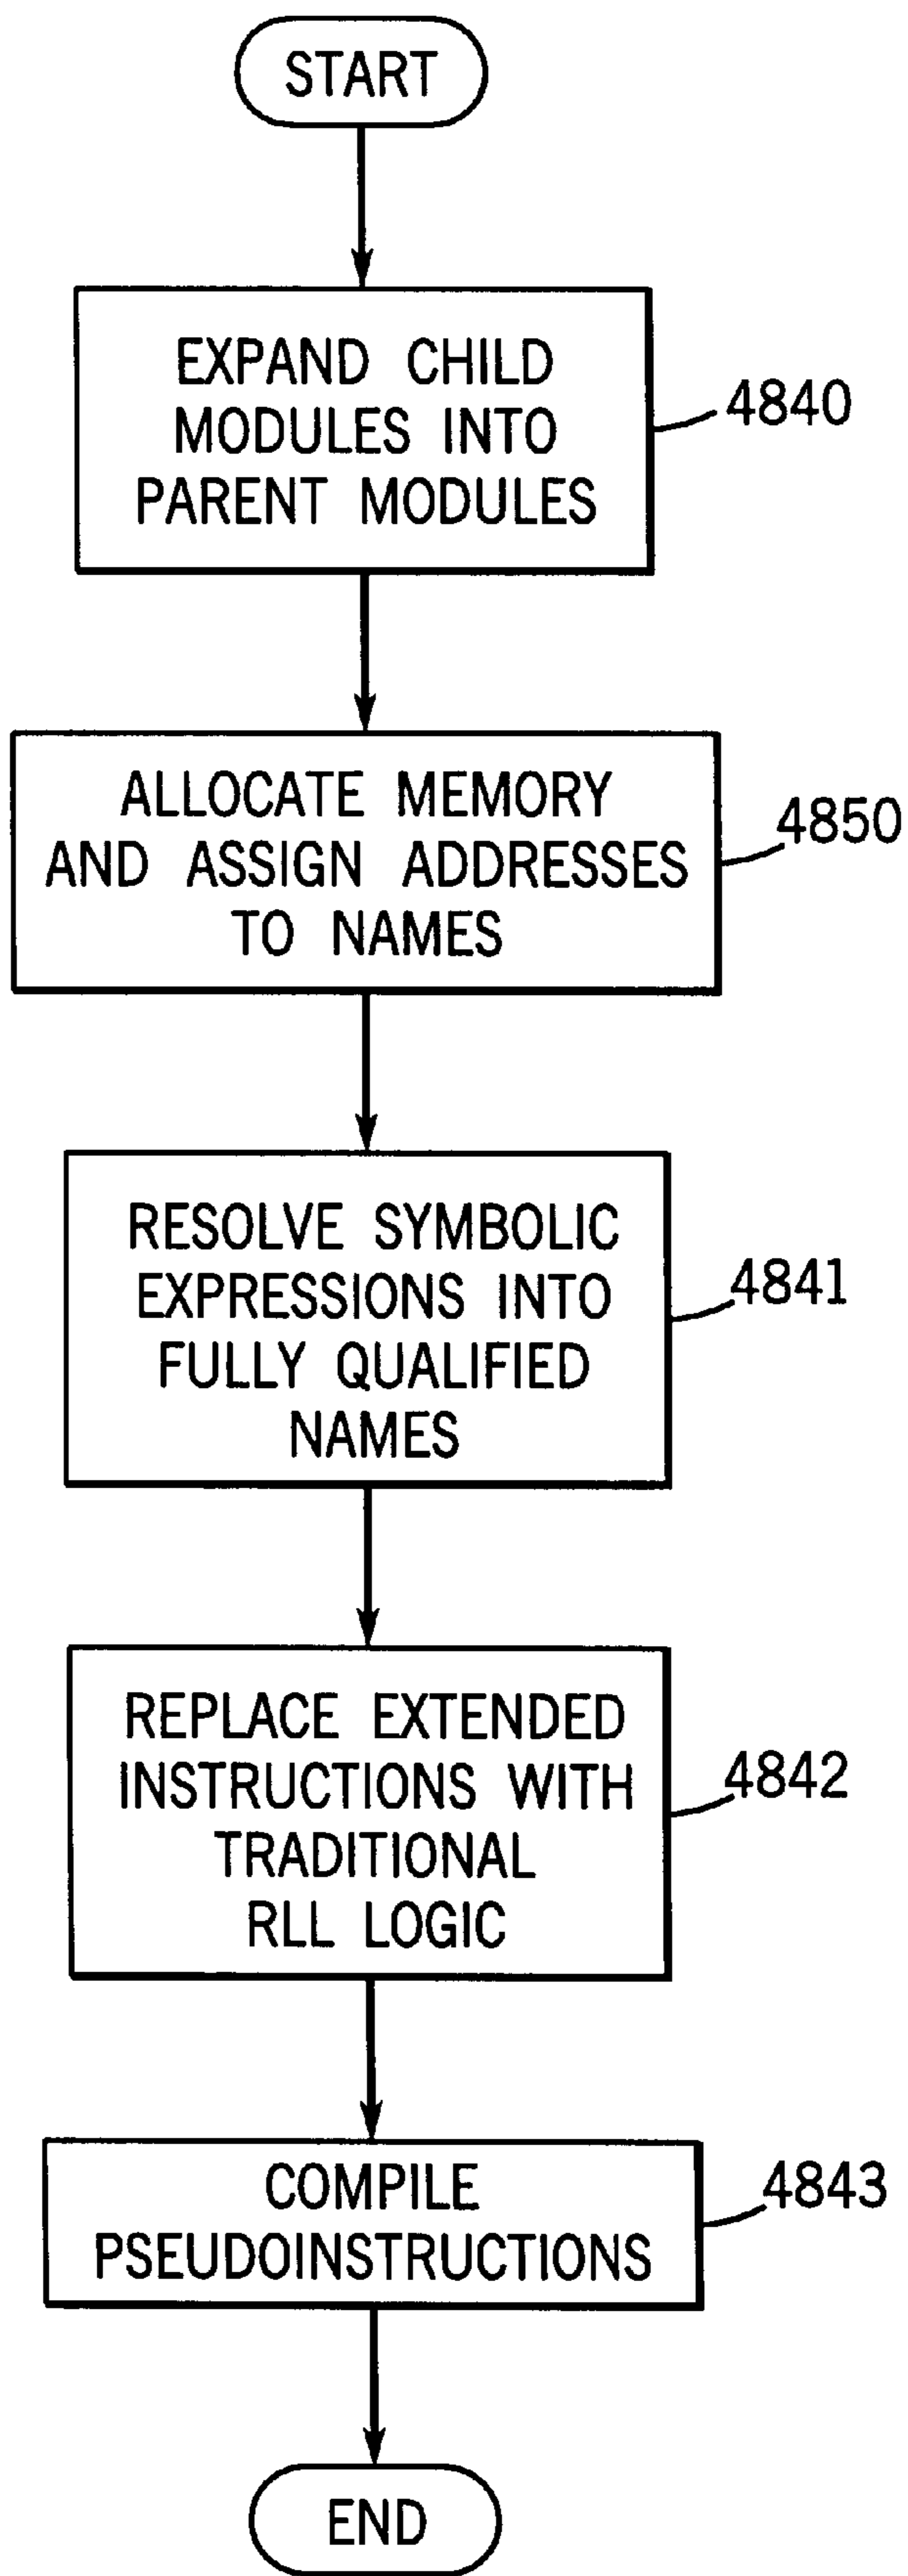 START
EXPAND CHILD
MODULES INTO
PARENT MODULES
4840
ALLOCATE MEMORY
AND ASSIGN ADDRESSES
TO NAMES
4850
RESOLVE SYMBOLIC
EXPRESSIONS INTO
FULLY QUALIFIED
NAMES
4841
REPLACE EXTENDED
INSTRUCTIONS WITH
TRADITIONAL
RLL LOGIC
4842
COMPILE
PSEUDOINSTRUCTIONS
4843
END